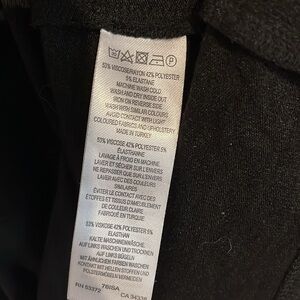 53% VISCOSE/RAYON 42% POLYESTER
5% ELASTANE
MACHINE WASH COLD
WASH AND DRY INSIDE OUT
IRON ON REVERSE SIDE
WASH WITH SIMILAR COLOURS
AVOID CONTACT WITH LIGHT
COLOURED FABRICS AND UPHOLSTERY
MADE IN TURKEY
53% VISCOSE 42% POLYESTER 5%
ÉLASTHANNE
LAVAGE À FROID EN MACHINE.
LAVER ET SÉCHER SUR L'ENVERS
NE REPASSER QUE SUR L'ENVERS
LAVER AVEC DES COULEURS
SIMILAIRES
ÉVITER LE CONTACT AVEC DES
ÉTOFFES ET TISSUS D'AMEUBLEMENT
DE COULEUR CLAIRE
FABRIQUÉ EN TURQUIE
53% VISKOSE 42% POLYESTER 5%
ELASTHAN
KALTE MASCHINENWÄSCHE.
AUF LINKS WASCHEN UND TROCKNEN
AUF LINKS BÜGELN
MIT ÄHNLICHEN FARBEN WASCHEN
KONTAKT MIT HELLEN STOFFEN UND
POLSTERMÖBELN VERMEIDEN
RN 93372 76ISA CA